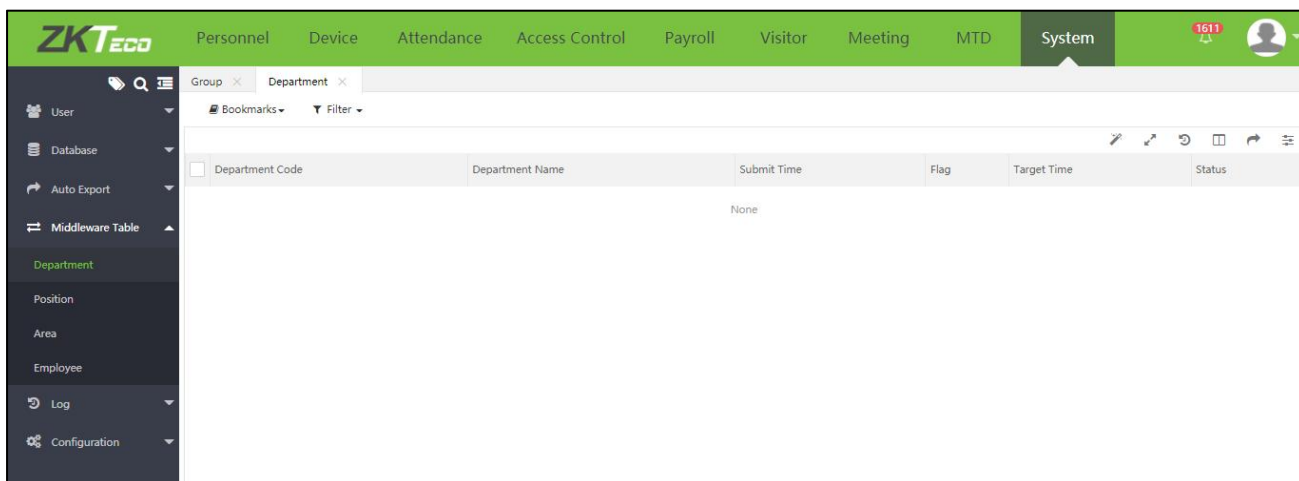 ZKTECO Personnel Device Attendance Access Control Payroll Visitor Meeting MTD System 1611
Group Department
User
Bookmarks Filter
Database
Department Code Department Name Submit Time Flag Target Time Status
Auto Export
None
Middleware Table
Department
Position
Area
Employee
Log
Configuration